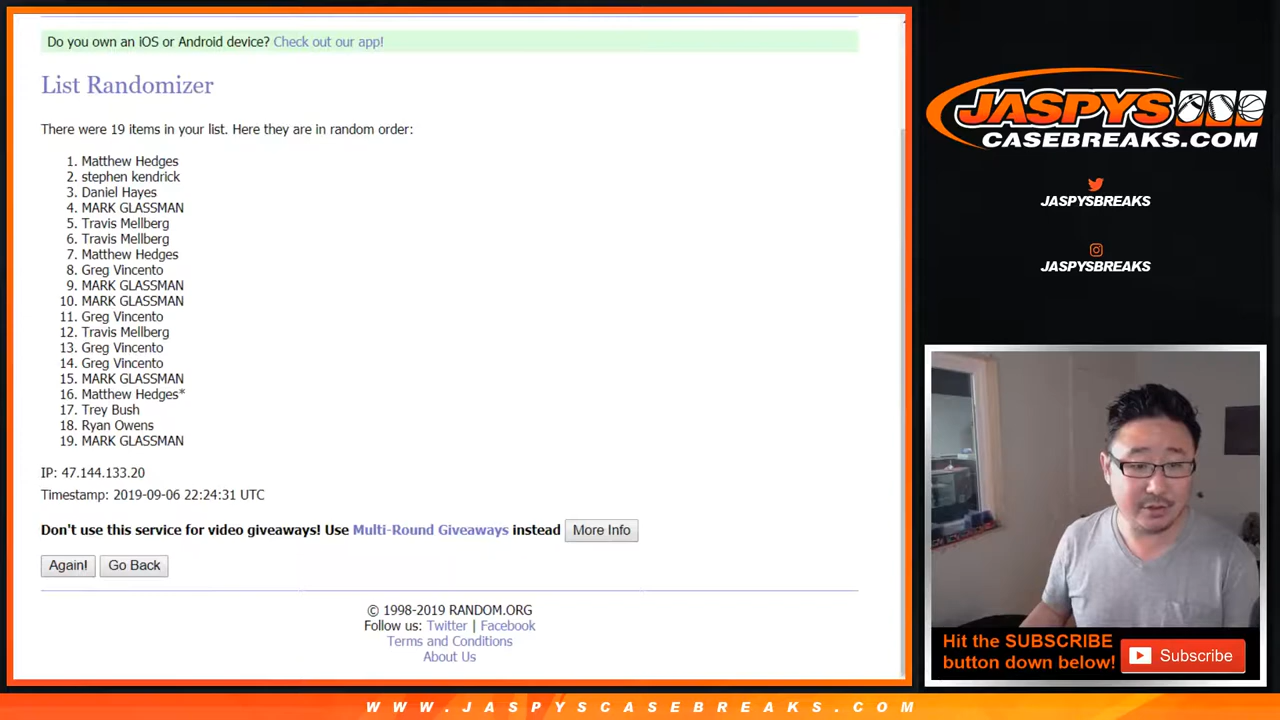 Do you own an iOS or Android device? Check out our app!
List Randomizer
There were 19 items in your list. Here they are in random order:
1. Matthew Hedges
2. stephen kendrick
3. Daniel Hayes
4. MARK GLASSMAN
5. Travis Mellberg
6. Travis Mellberg
7. Matthew Hedges
8. Greg Vincento
9. MARK GLASSMAN
10. MARK GLASSMAN
11. Greg Vincento
12. Travis Mellberg
13. Greg Vincento
14. Greg Vincento
15. MARK GLASSMAN
16. Matthew Hedges*
17. Trey Bush
18. Ryan Owens
19. MARK GLASSMAN
IP: 47.144.133.20
Timestamp: 2019-09-06 22:24:31 UTC
Don't use this service for video giveaways! Use Multi-Round Giveaways instead More Info
Again! Go Back
© 1998-2019 RANDOM.ORG
Follow us: Twitter | Facebook
Terms and Conditions
About Us
JASPYS
CASEBREAKS.COM
JASPYSBREAKS
JASPYSBREAKS
Hit the SUBSCRIBE
button down below!
Subscribe
WWW.JASPYSCASEBREAKS.COM